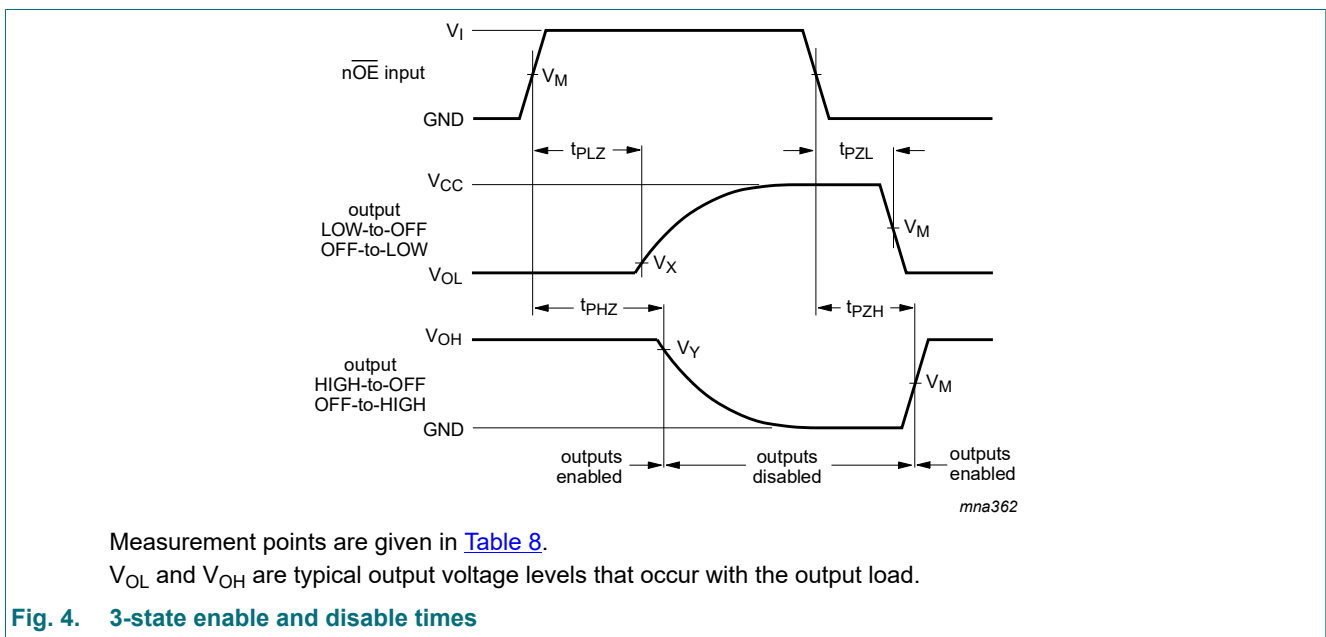 V_I
nO̅E̅ input
V_M
GND
t_PLZ
t_PZL
V_CC
output
LOW-to-OFF
OFF-to-LOW
V_M
V_X
V_OL
t_PHZ
t_PZH
V_OH
V_Y
output
HIGH-to-OFF
OFF-to-HIGH
V_M
GND
outputs
enabled
outputs
disabled
outputs
enabled
mna362
Measurement points are given in Table 8.
V_OL and V_OH are typical output voltage levels that occur with the output load.
Fig. 4. 3-state enable and disable times